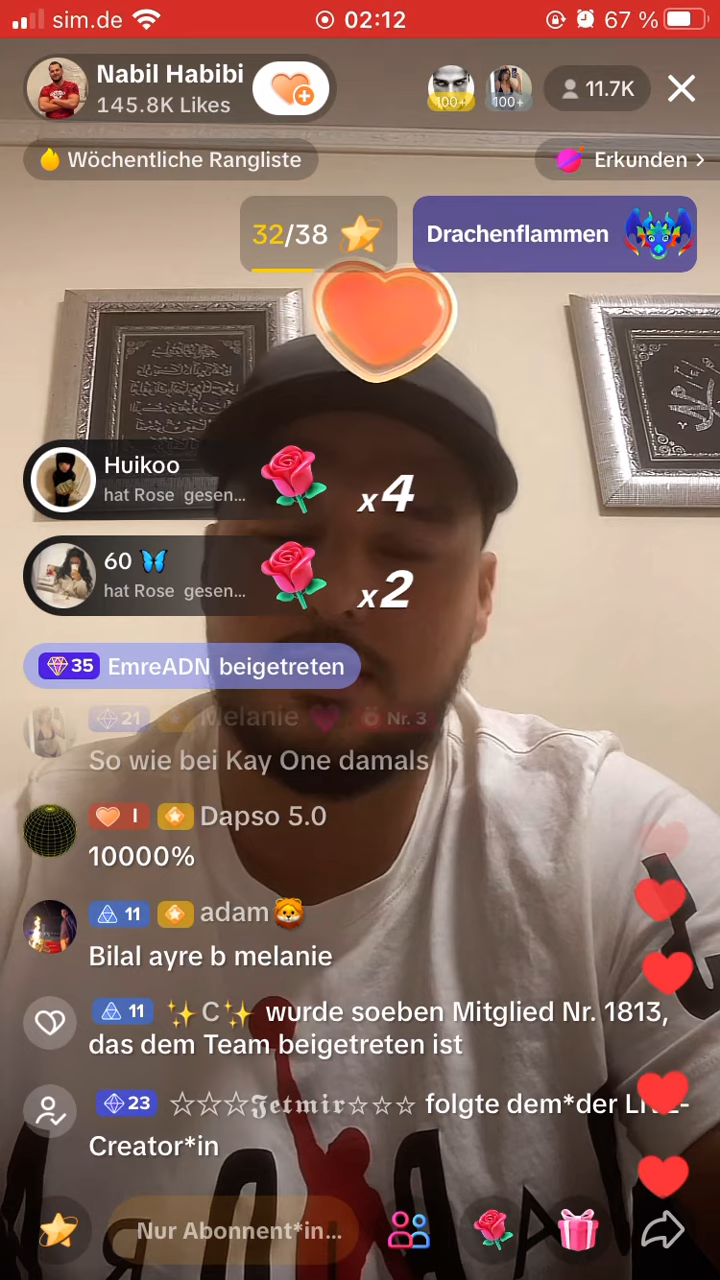 sim.de
02:12
67 %
Nabil Habibi
145.8K Likes
100+
100+
11.7K
Wöchentliche Rangliste
Erkunden
32/38
Drachenflammen
Huikoo
hat Rose gesen...
x4
60
hat Rose gesen...
x2
35 EmreADN beigetreten
21 Melanie Nr. 3
So wie bei Kay One damals
I Dapso 5.0
10000%
11 adam
Bilal ayre b melanie
11 ✨C✨ wurde soeben Mitglied Nr. 1813,
das dem Team beigetreten ist
23 ☆☆☆𝕵𝖊𝖙𝖒𝖎𝖗☆☆☆ folgte dem*der LIVE-
Creator*in
Nur Abonnent*in...